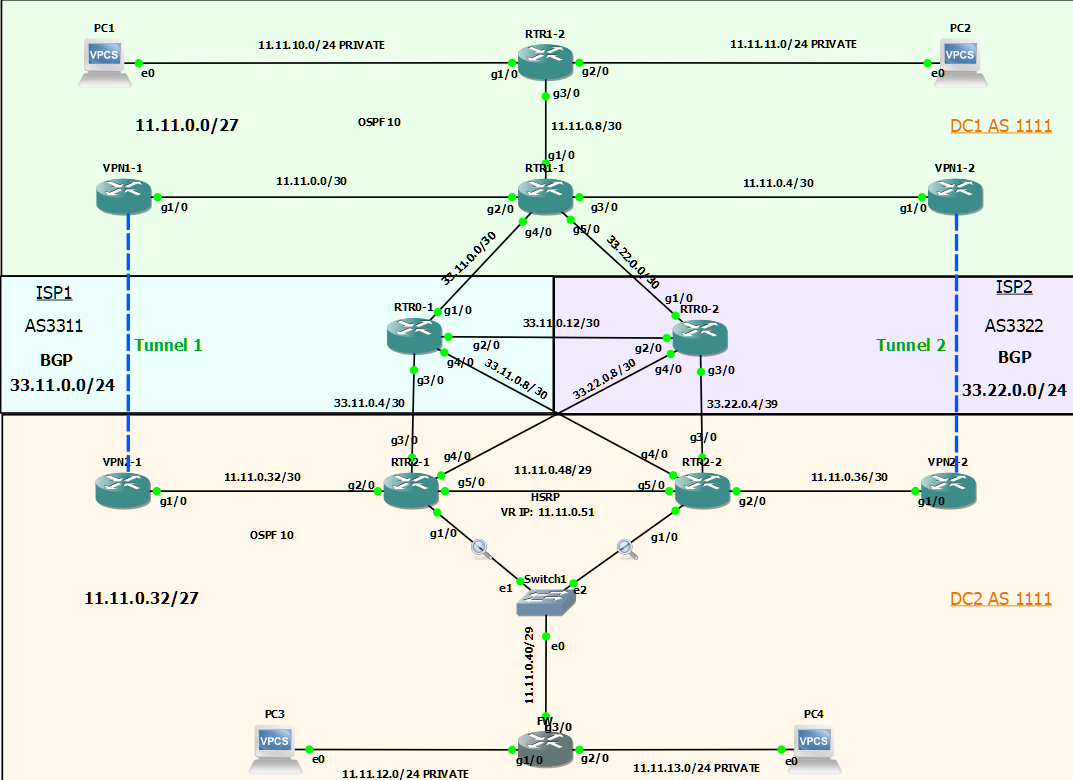 PC1
RTR1-2
PC2
VPCS
11.11.10.0/24 PRIVATE
11.11.11.0/24 PRIVATE
VPCS
e0
g1/0
g2/0
e0
g3/0
11.11.0.0/27
OSPF 10
11.11.0.8/30
DC1 AS 1111
g1/0
VPN1-1
RTR1-1
VPN1-2
11.11.0.0/30
11.11.0.4/30
g1/0
g2/0
g3/0
g1/0
g4/0
g5/0
33.11.0.0/30
33.22.0.0/30
ISP1
ISP2
g1/0
RTR0-1
g1/0
RTR0-2
AS3311
33.11.0.12/30
AS3322
Tunnel 1
g2/0
g2/0
Tunnel 2
BGP
BGP
g4/0
g4/0
33.11.0.0/24
g3/0
33.11.0.8/30
33.22.0.8/30
g3/0
33.22.0.0/24
33.11.0.4/30
33.22.0.4/39
g3/0
g3/0
g4/0
g4/0
VPN2-1
RTR2-1
RTR2-2
VPN2-2
11.11.0.32/30
11.11.0.48/29
11.11.0.36/30
g1/0
g2/0
g5/0
g5/0
g2/0
g1/0
HSRP
VR IP: 11.11.0.51
OSPF 10
g1/0
g1/0
Switch1
e1
e2
11.11.0.32/27
DC2 AS 1111
11.11.0.40/29
e0
PC3
FW
PC4
g3/0
VPCS
VPCS
e0
g1/0
g2/0
e0
11.11.12.0/24 PRIVATE
11.11.13.0/24 PRIVATE